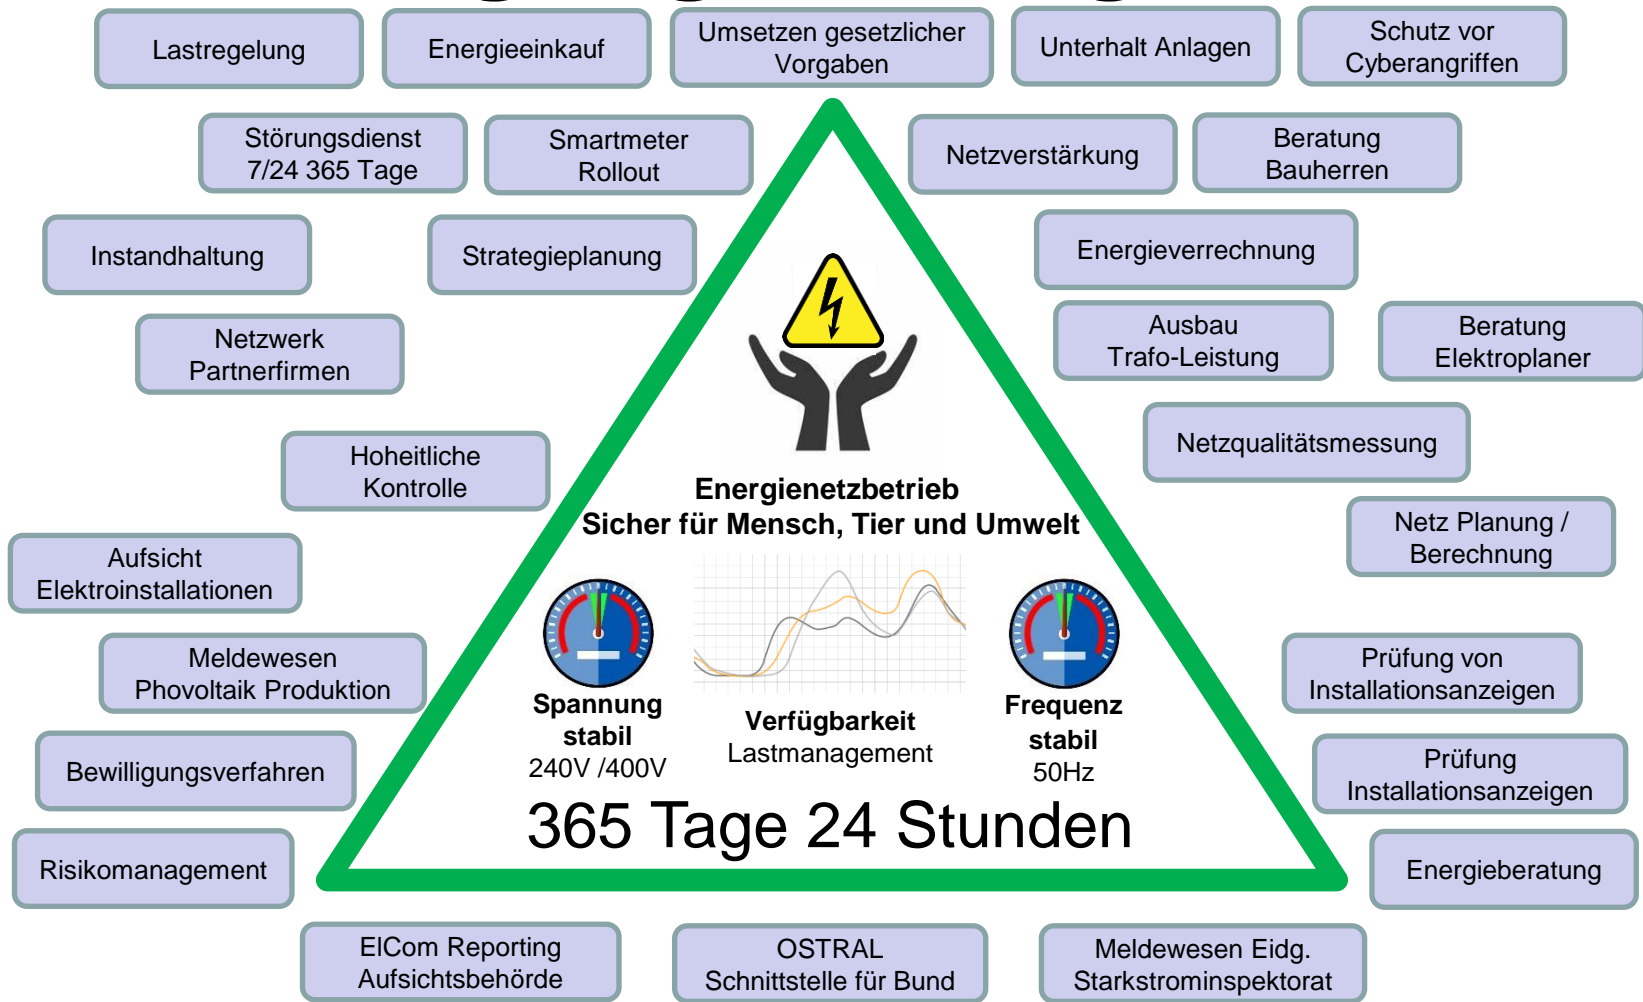 Lastregelung
Energieeinkauf
Umsetzen gesetzlicher
Vorgaben
Unterhalt Anlagen
Schutz vor
Cyberangriffen
Störungsdienst
7/24 365 Tage
Smartmeter
Rollout
Netzverstärkung
Beratung
Bauherren
Instandhaltung
Strategieplanung
Energieverrechnung
Netzwerk
Partnerfirmen
Ausbau
Trafo-Leistung
Beratung
Elektroplaner
Hoheitliche
Kontrolle
Netzqualitätsmessung
Energienetzbetrieb
Sicher für Mensch, Tier und Umwelt
Netz Planung /
Berechnung
Aufsicht
Elektroinstallationen
Meldewesen
Phovoltaik Produktion
Prüfung von
Installationsanzeigen
Spannung
stabil
240V /400V
Verfügbarkeit
Lastmanagement
Frequenz
stabil
50Hz
Bewilligungsverfahren
Prüfung
Installationsanzeigen
365 Tage 24 Stunden
Risikomanagement
Energieberatung
ElCom Reporting
Aufsichtsbehörde
OSTRAL
Schnittstelle für Bund
Meldewesen Eidg.
Starkstrominspektorat